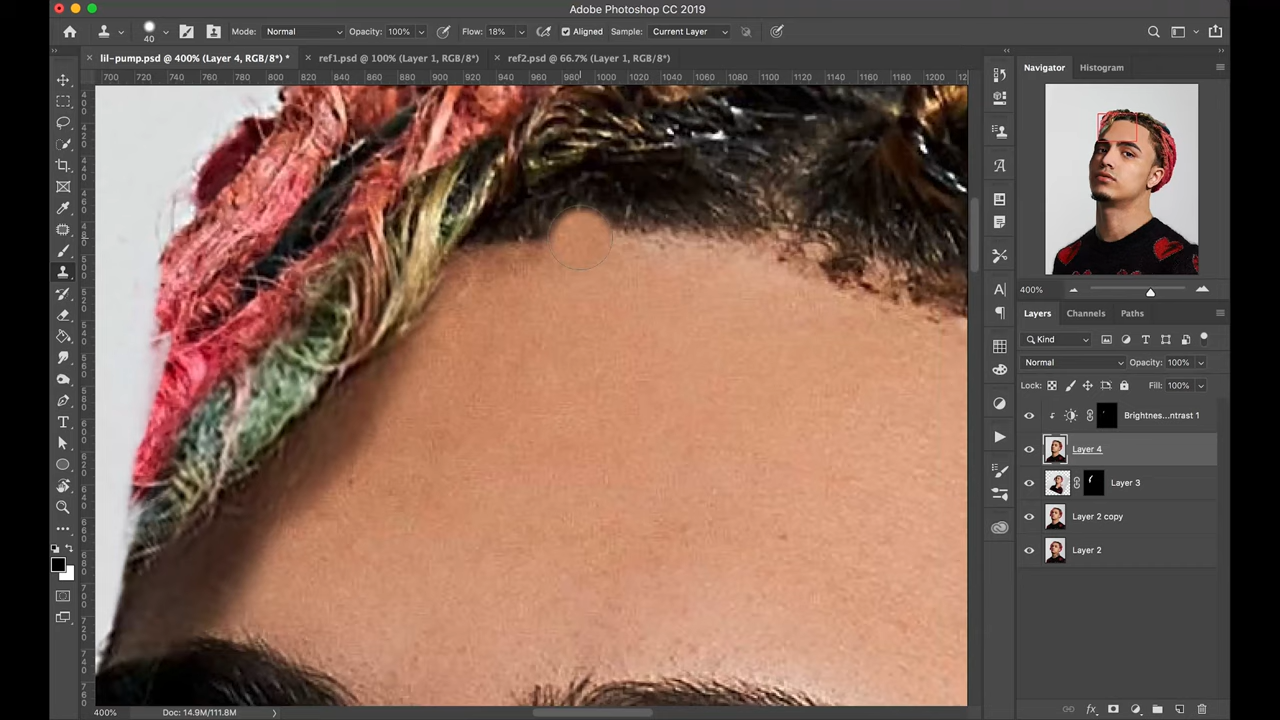 Adobe Photoshop CC 2019
40 Mode: Normal Opacity: 100% Flow: 18% Aligned Sample: Current Layer
lil-pump.psd @ 400% (Layer 4, RGB/8*) * ref1.psd @ 100% (Layer 1, RGB/8*) ref2.psd @ 66.7% (Layer 1, RGB/8*)
700 800 820 840 860 880 900 920 940 960 980 1000 1020 1040 1060 1080 1100 1120 1140 1160 1180 1200
Navigator Histogram
400%
Layers Channels Paths
Kind
Normal Opacity: 100%
Lock: Fill: 100%
Brightnes...ntrast 1
Layer 4
Layer 3
Layer 2 copy
Layer 2
400% Doc: 14.9M/111.8M